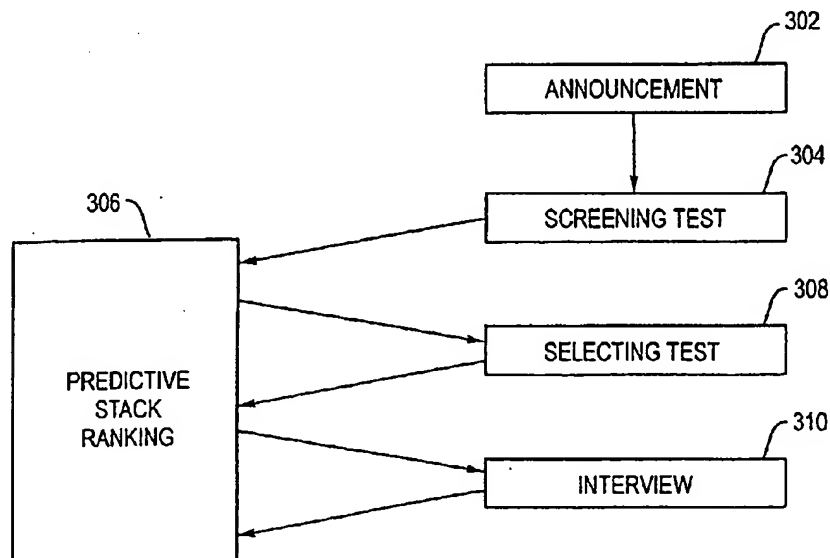 302
ANNOUNCEMENT
304
SCREENING TEST
306
308
SELECTING TEST
PREDICTIVE
STACK
RANKING
310
INTERVIEW